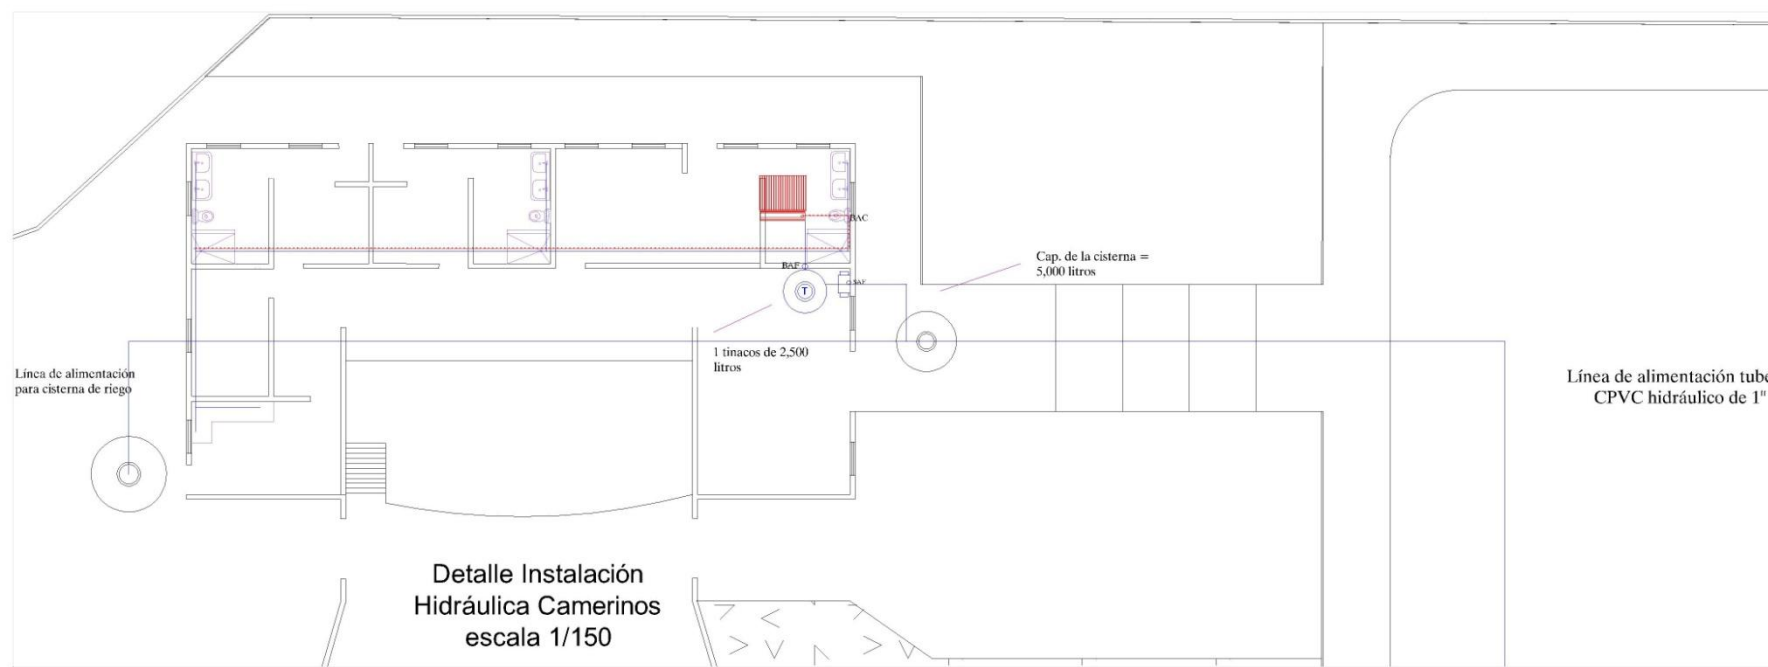 BAC
Cap. de la cisterna =
5,000 litros
BAF
T
SAF
1 tinacos de 2,500
litros
Línea de alimentación
para cisterna de riego
Línea de alimentación tube
CPVC hidráulico de 1"
Detalle Instalación
Hidráulica Camerinos
escala 1/150